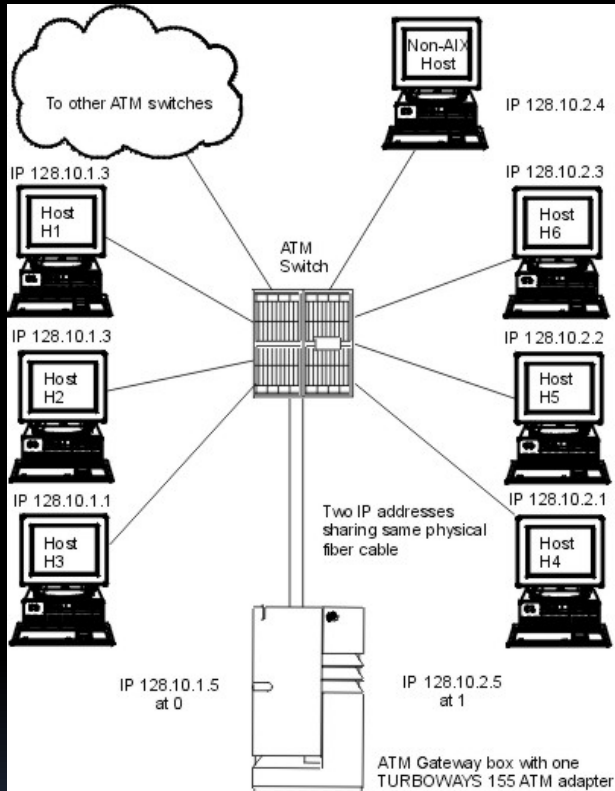 Non-AIX
Host
To other ATM switches
IP 128.10.2.4
IP 128.10.1.3
IP 128.10.2.3
Host
H1
Host
H6
ATM
Switch
IP 128.10.1.3
IP 128.10.2.2
Host
H2
Host
H5
IP 128.10.1.1
IP 128.10.2.1
Two IP addresses
sharing same physical
fiber cable
Host
H3
Host
H4
IP 128.10.1.5
at 0
IP 128.10.2.5
at 1
ATM Gateway box with one
TURBOWAYS 155 ATM adapter